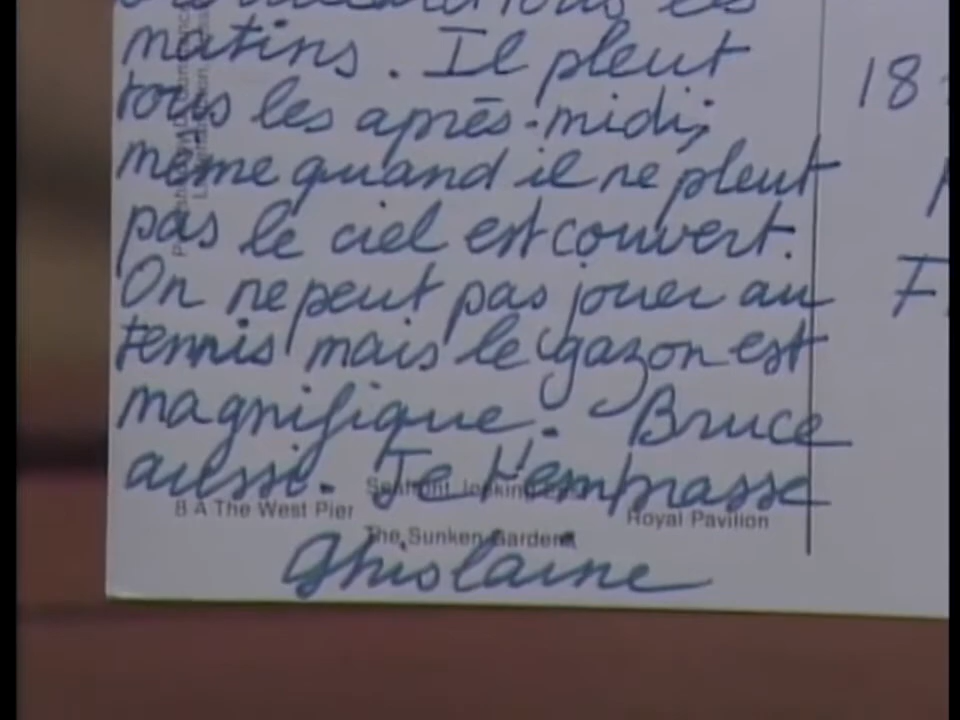 tous les
matins. Il pleut
tous les après-midi;
même quand il ne pleut
pas le ciel est couvert.
On ne peut pas jouer au
tennis mais le gazon est
magnifique. Bruce
aussi. Je t'embrasse
Ghislaine
8 A The West Pier
Royal Pavilion
The Sunken Gardens
18